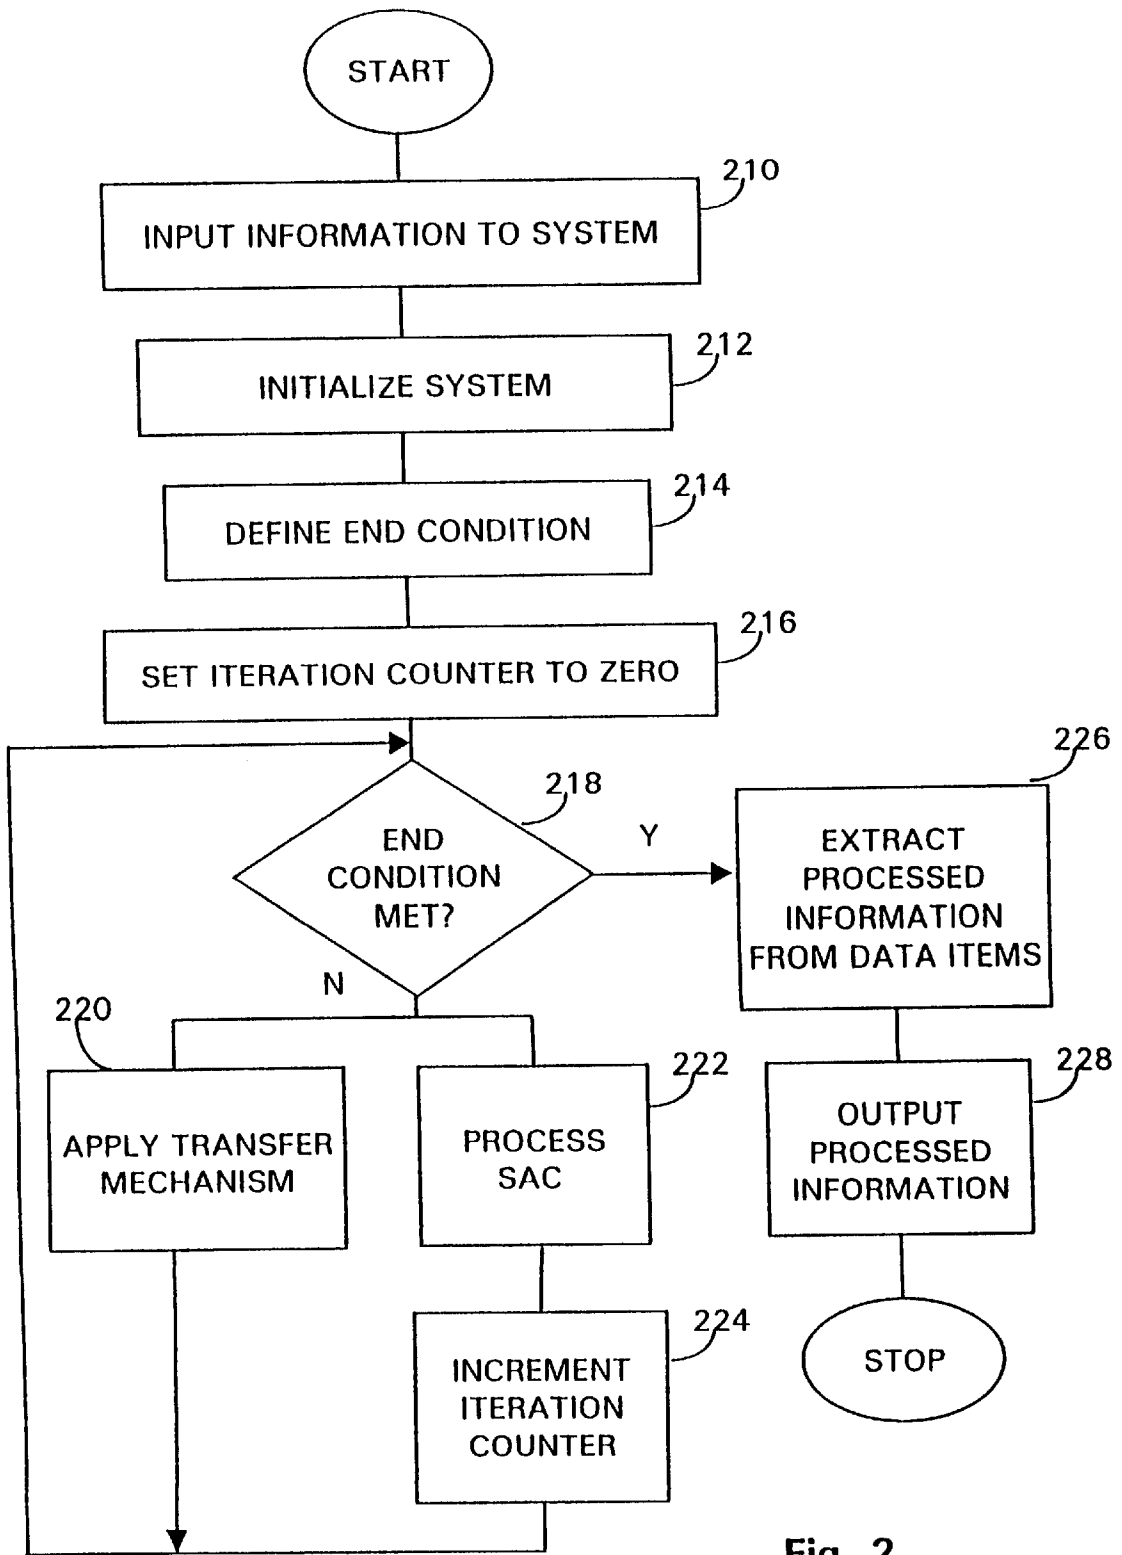 START
210
INPUT INFORMATION TO SYSTEM
212
INITIALIZE SYSTEM
214
DEFINE END CONDITION
216
SET ITERATION COUNTER TO ZERO
218
END
CONDITION
MET?
Y
N
226
EXTRACT
PROCESSED
INFORMATION
FROM DATA ITEMS
220
APPLY TRANSFER
MECHANISM
222
PROCESS
SAC
228
OUTPUT
PROCESSED
INFORMATION
224
INCREMENT
ITERATION
COUNTER
STOP
Fig. 2